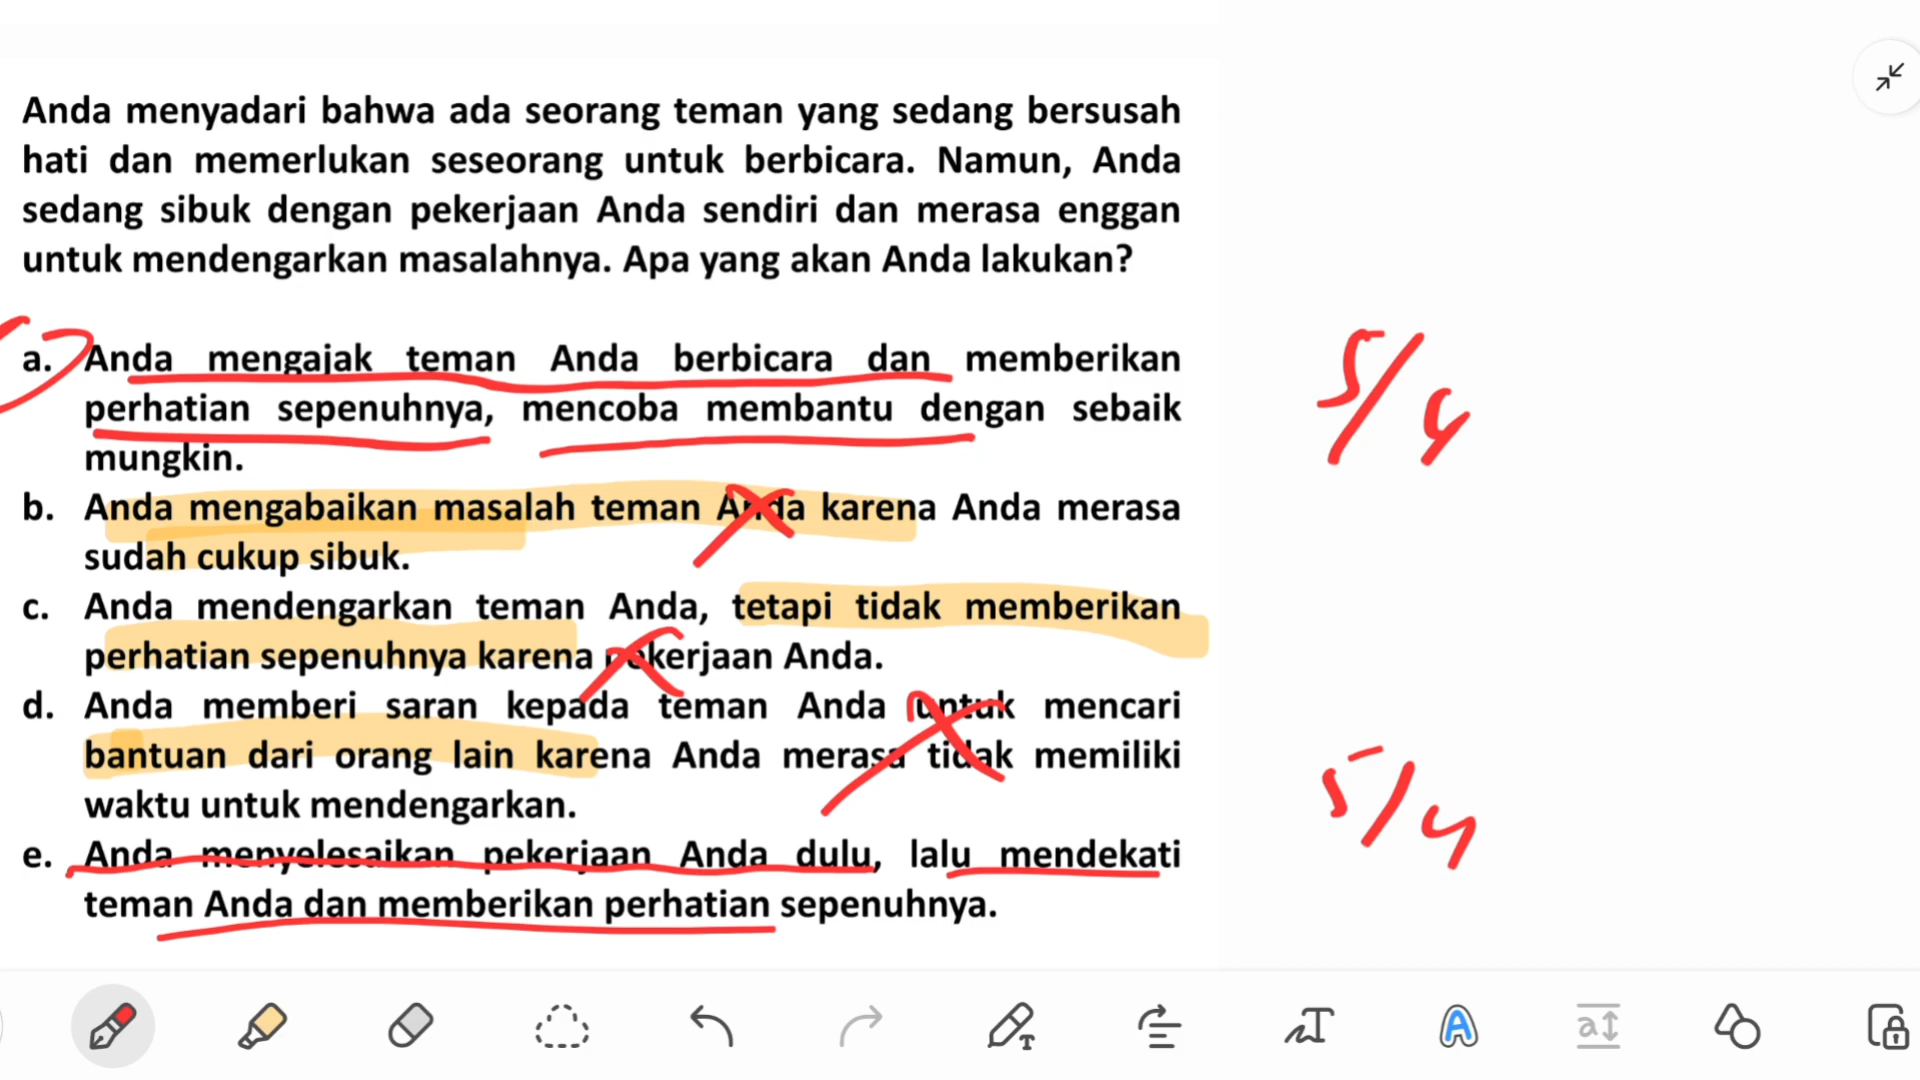 Anda menyadari bahwa ada seorang teman yang sedang bersusah
hati dan memerlukan seseorang untuk berbicara. Namun, Anda
sedang sibuk dengan pekerjaan Anda sendiri dan merasa enggan
untuk mendengarkan masalahnya. Apa yang akan Anda lakukan?
a. Anda mengajak teman Anda berbicara dan memberikan
perhatian sepenuhnya, mencoba membantu dengan sebaik
mungkin.
5/4
b. Anda mengabaikan masalah teman Anda karena Anda merasa
sudah cukup sibuk.
c. Anda mendengarkan teman Anda, tetapi tidak memberikan
perhatian sepenuhnya karena pekerjaan Anda.
d. Anda memberi saran kepada teman Anda untuk mencari
bantuan dari orang lain karena Anda merasa tidak memiliki
waktu untuk mendengarkan.
e. Anda menyelesaikan pekerjaan Anda dulu, lalu mendekati
teman Anda dan memberikan perhatian sepenuhnya.
5/4